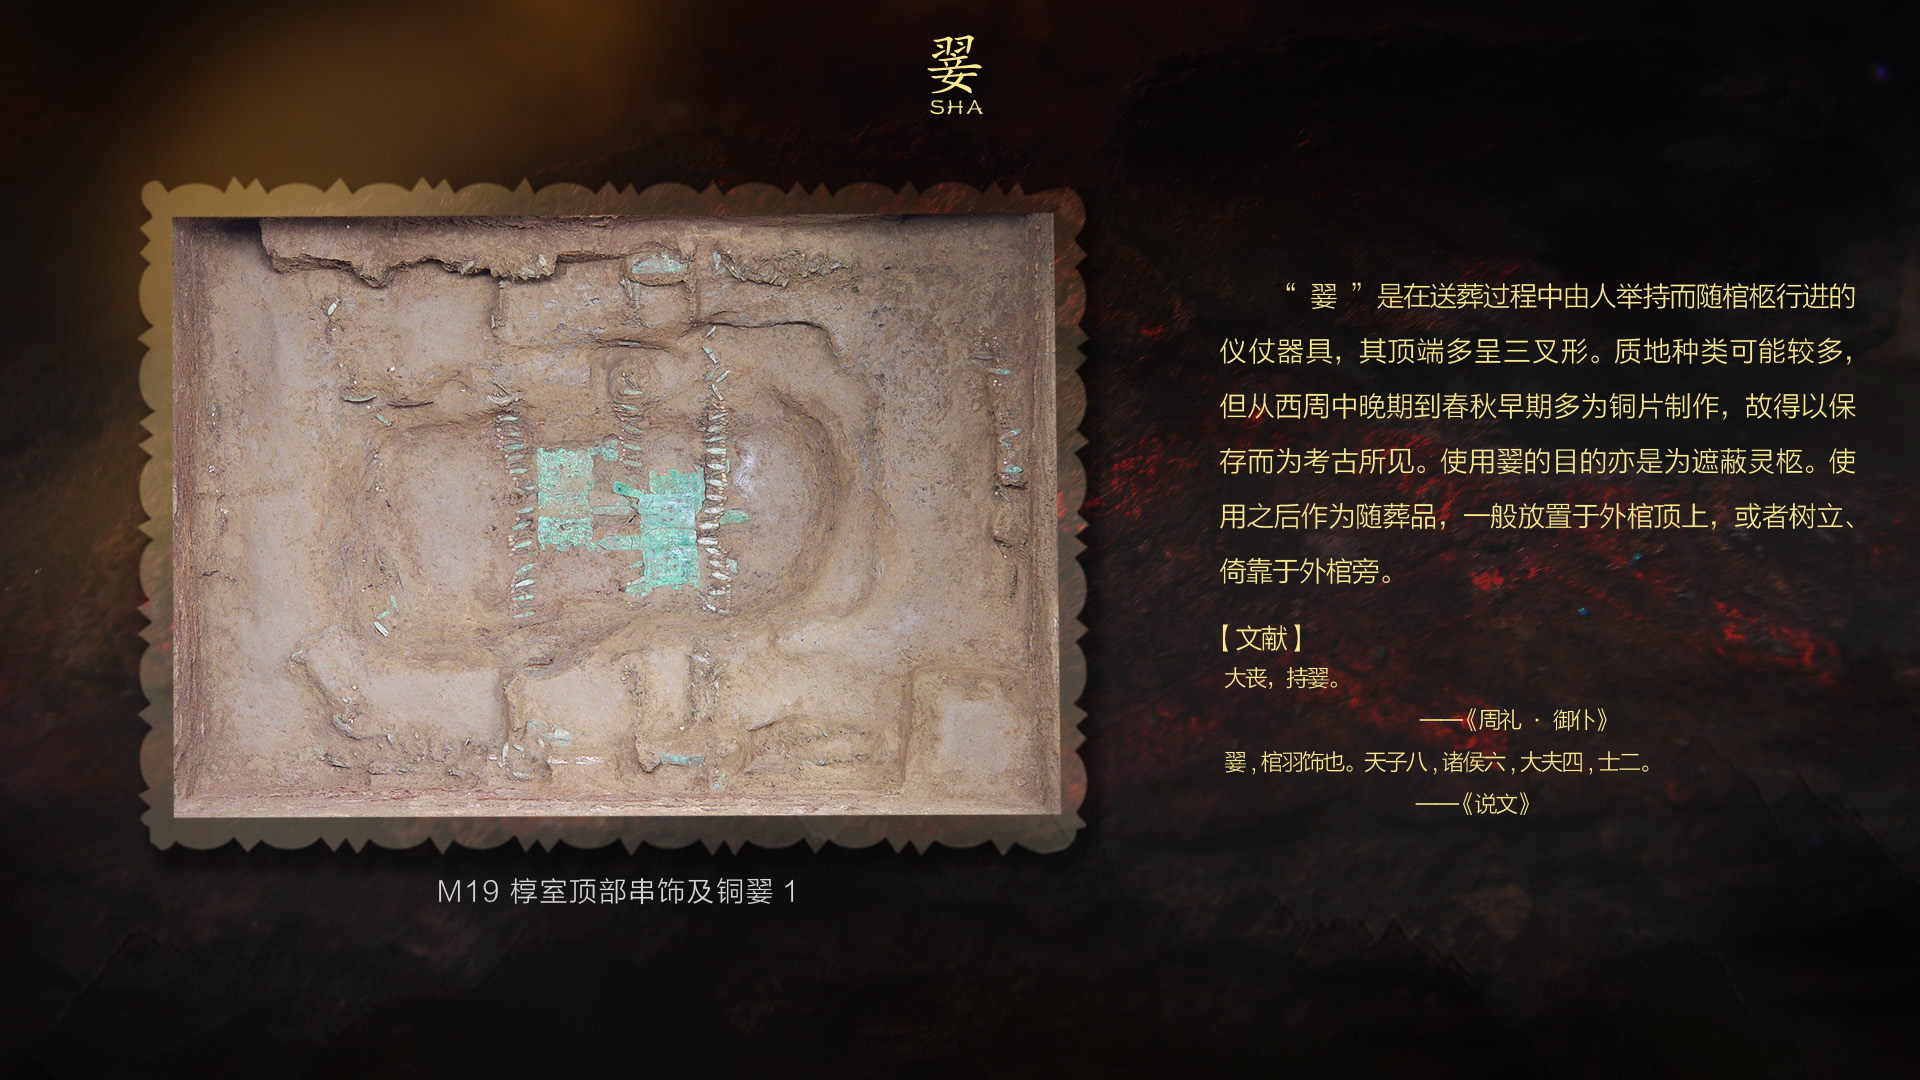 翣
SHA
“ 翣 ”是在送葬过程中由人举持而随棺柩行进的
仪仗器具，其顶端多呈三叉形。质地种类可能较多，
但从西周中晚期到春秋早期多为铜片制作，故得以保
存而为考古所见。使用翣的目的亦是为遮蔽灵柩。使
用之后作为随葬品，一般放置于外棺顶上，或者树立、
倚靠于外棺旁。
【文献】
大丧，持翣。
——《周礼 · 御仆》
翣,棺羽饰也。天子八,诸侯六,大夫四,士二。
——《说文》
M19 椁室顶部串饰及铜翣 1